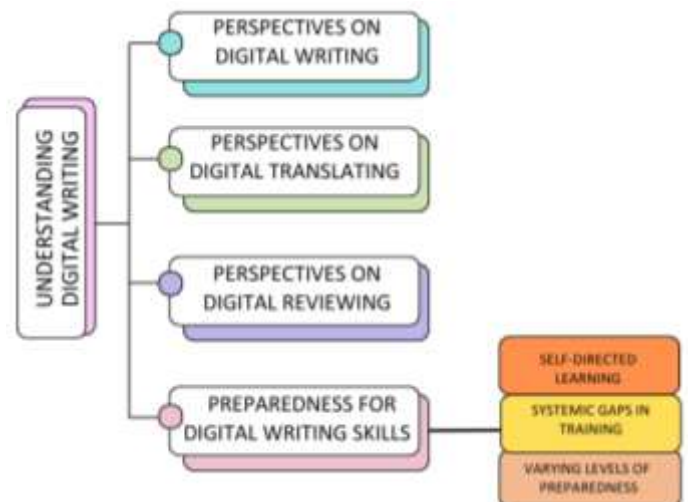 UNDERSTANDING
DIGITAL WRITING
PERSPECTIVES ON
DIGITAL WRITING
PERSPECTIVES ON
DIGITAL TRANSLATING
PERSPECTIVES ON
DIGITAL REVIEWING
PREPAREDNESS FOR
DIGITAL WRITING SKILLS
SELF-DIRECTED
LEARNING
SYSTEMIC GAPS IN
TRAINING
VARYING LEVELS OF
PREPAREDNESS